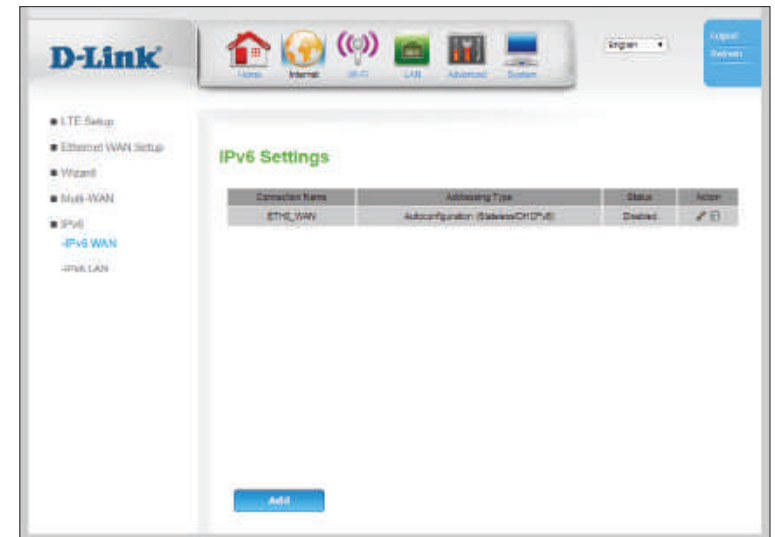 D-Link
Home Internet Wi-Fi LAN Advanced System
English
Logout
Refresh
LTE Setup
Ethernet WAN Setup
Wizard
Multi-WAN
IPv6
-IPv6 WAN
-IPv6 LAN
IPv6 Settings
Connection Name Addressing Type Status Action
ETH0_WAN Autoconfiguration (Stateless/DHCPv6) Disabled
Add